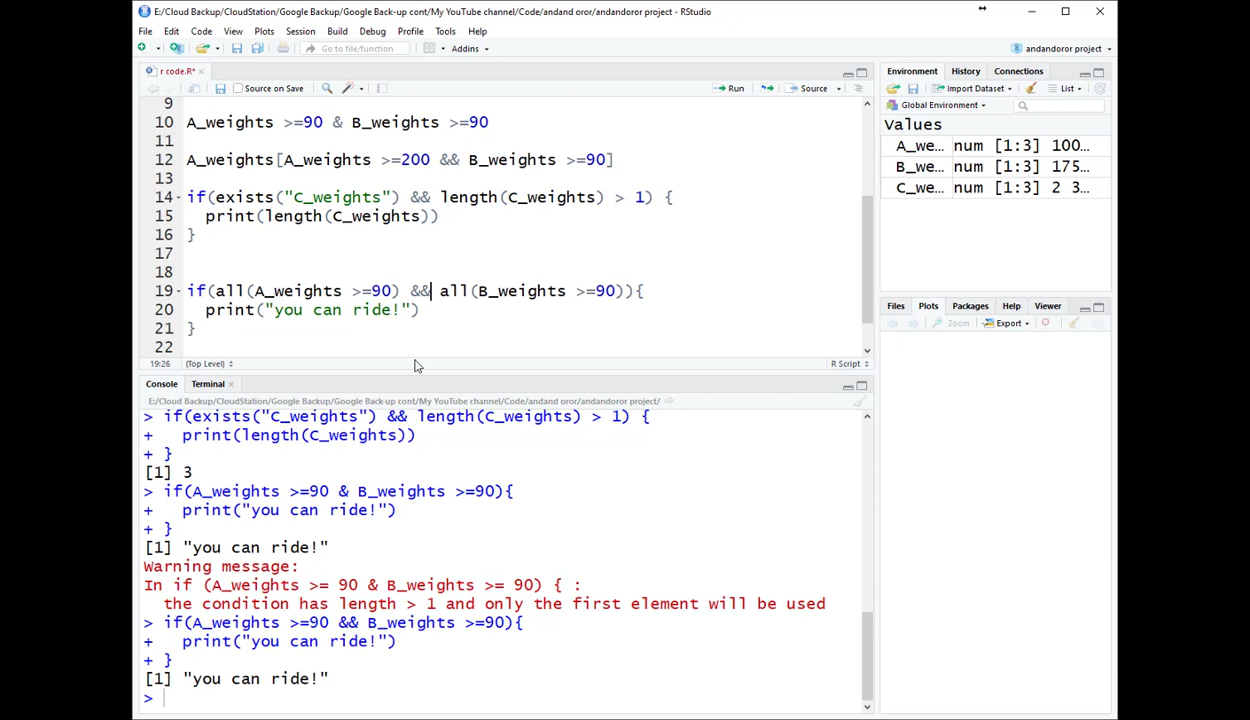 E:/Cloud Backup/CloudStation/Google Backup/Google Back-up cont/My YouTube channel/Code/andand oror/andandoror project - RStudio
File Edit Code View Plots Session Build Debug Profile Tools Help
Go to file/function Addins andandoror project
r code.R*
Source on Save Run Source
9
10 A_weights >=90 & B_weights >=90
11
12 A_weights[A_weights >=200 && B_weights >=90]
13
14 if(exists("C_weights") && length(C_weights) > 1) {
15 print(length(C_weights))
16 }
17
18
19 if(all(A_weights >=90) && all(B_weights >=90)){
20 print("you can ride!")
21 }
22
19:26 (Top Level) R Script
Console Terminal
E:/Cloud Backup/CloudStation/Google Backup/Google Back-up cont/My YouTube channel/Code/andand oror/andandoror project/
> if(exists("C_weights") && length(C_weights) > 1) {
+ print(length(C_weights))
+ }
[1] 3
> if(A_weights >=90 & B_weights >=90){
+ print("you can ride!")
+ }
[1] "you can ride!"
Warning message:
In if (A_weights >= 90 & B_weights >= 90) { :
the condition has length > 1 and only the first element will be used
> if(A_weights >=90 && B_weights >=90){
+ print("you can ride!")
+ }
[1] "you can ride!"
>
Environment History Connections
Import Dataset List
Global Environment
Values
A_we… num [1:3] 100…
B_we… num [1:3] 175…
C_we… num [1:3] 2 3…
Files Plots Packages Help Viewer
Zoom Export